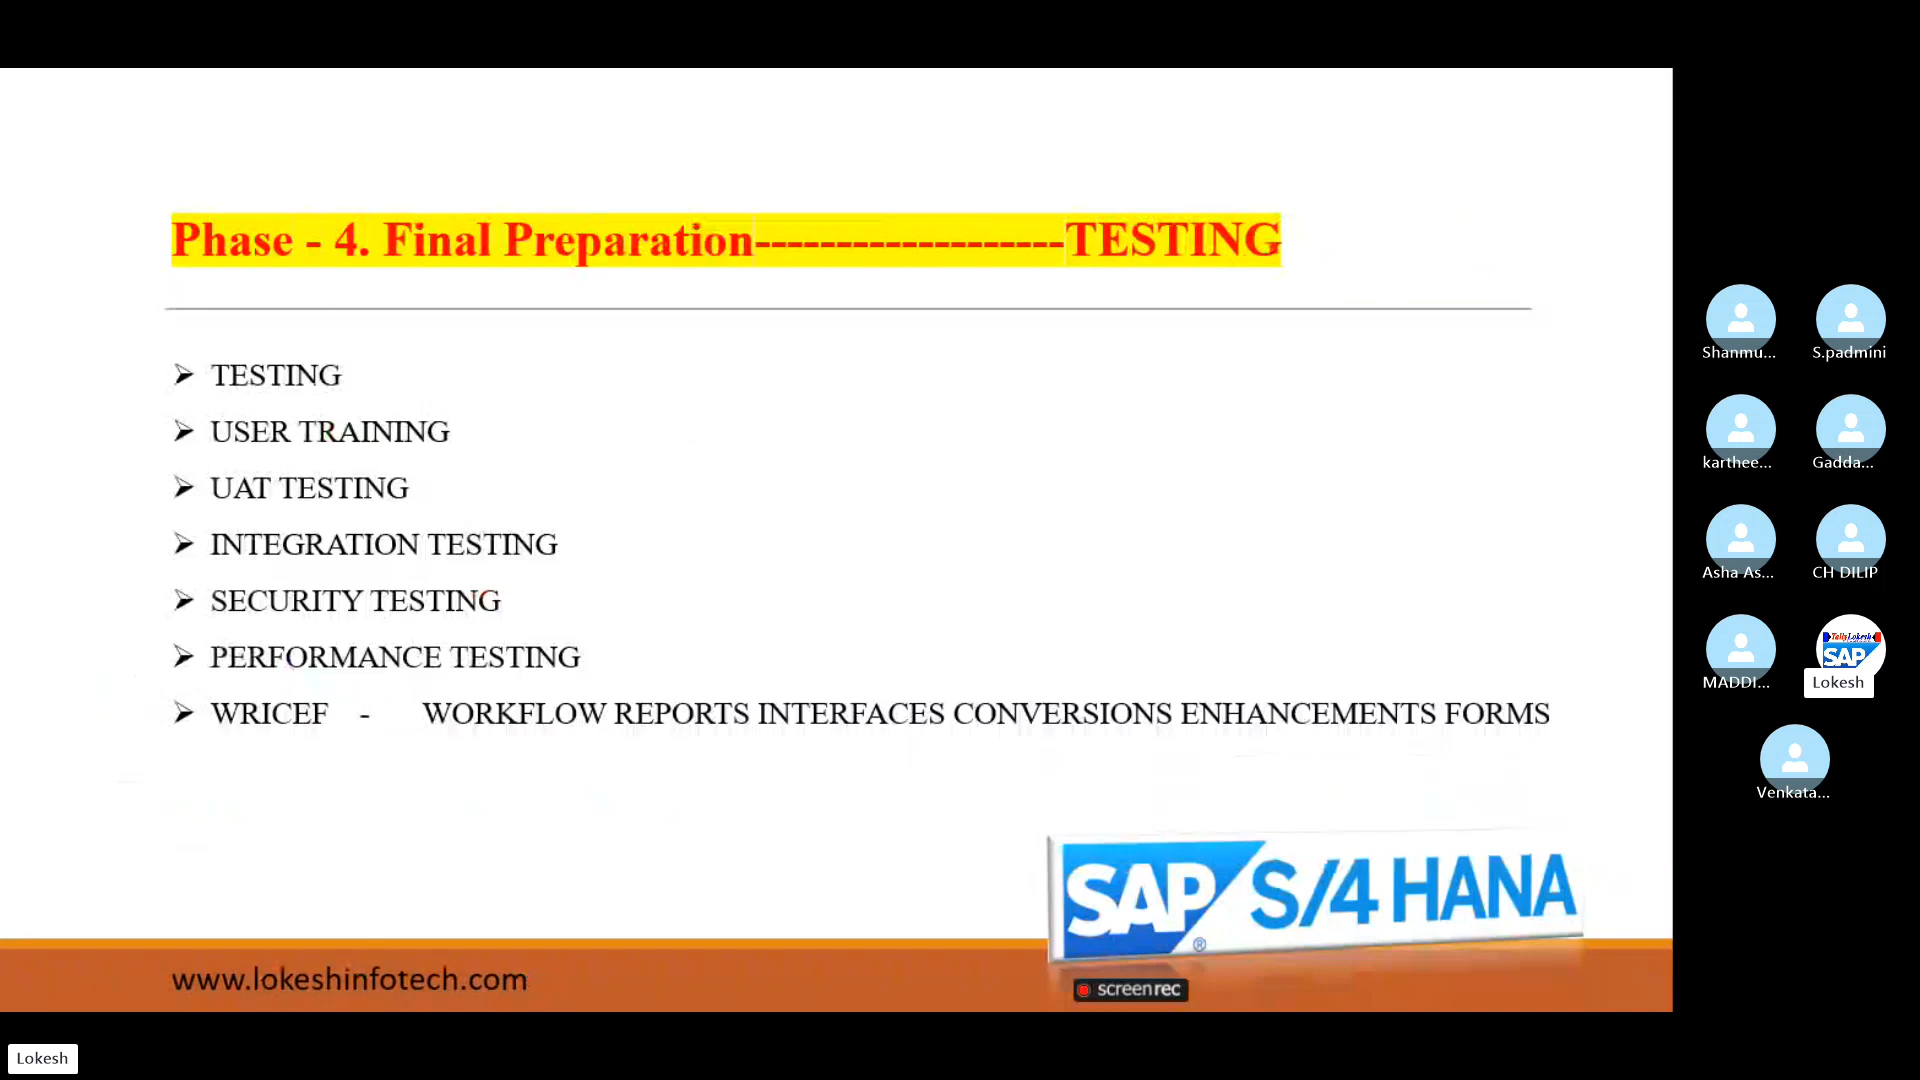 Phase - 4. Final Preparation-------------------TESTING
➢ TESTING
➢ USER TRAINING
➢ UAT TESTING
➢ INTEGRATION TESTING
➢ SECURITY TESTING
➢ PERFORMANCE TESTING
➢ WRICEF - WORKFLOW REPORTS INTERFACES CONVERSIONS ENHANCEMENTS FORMS
SAP ® S/4 HANA
www.lokeshinfotech.com
screenrec
Shanmu...
S.padmini
karthee...
Gadda...
Asha As...
CH DILIP
MADDI...
TallyLokesh
SAP
Lokesh
Venkata...
Lokesh